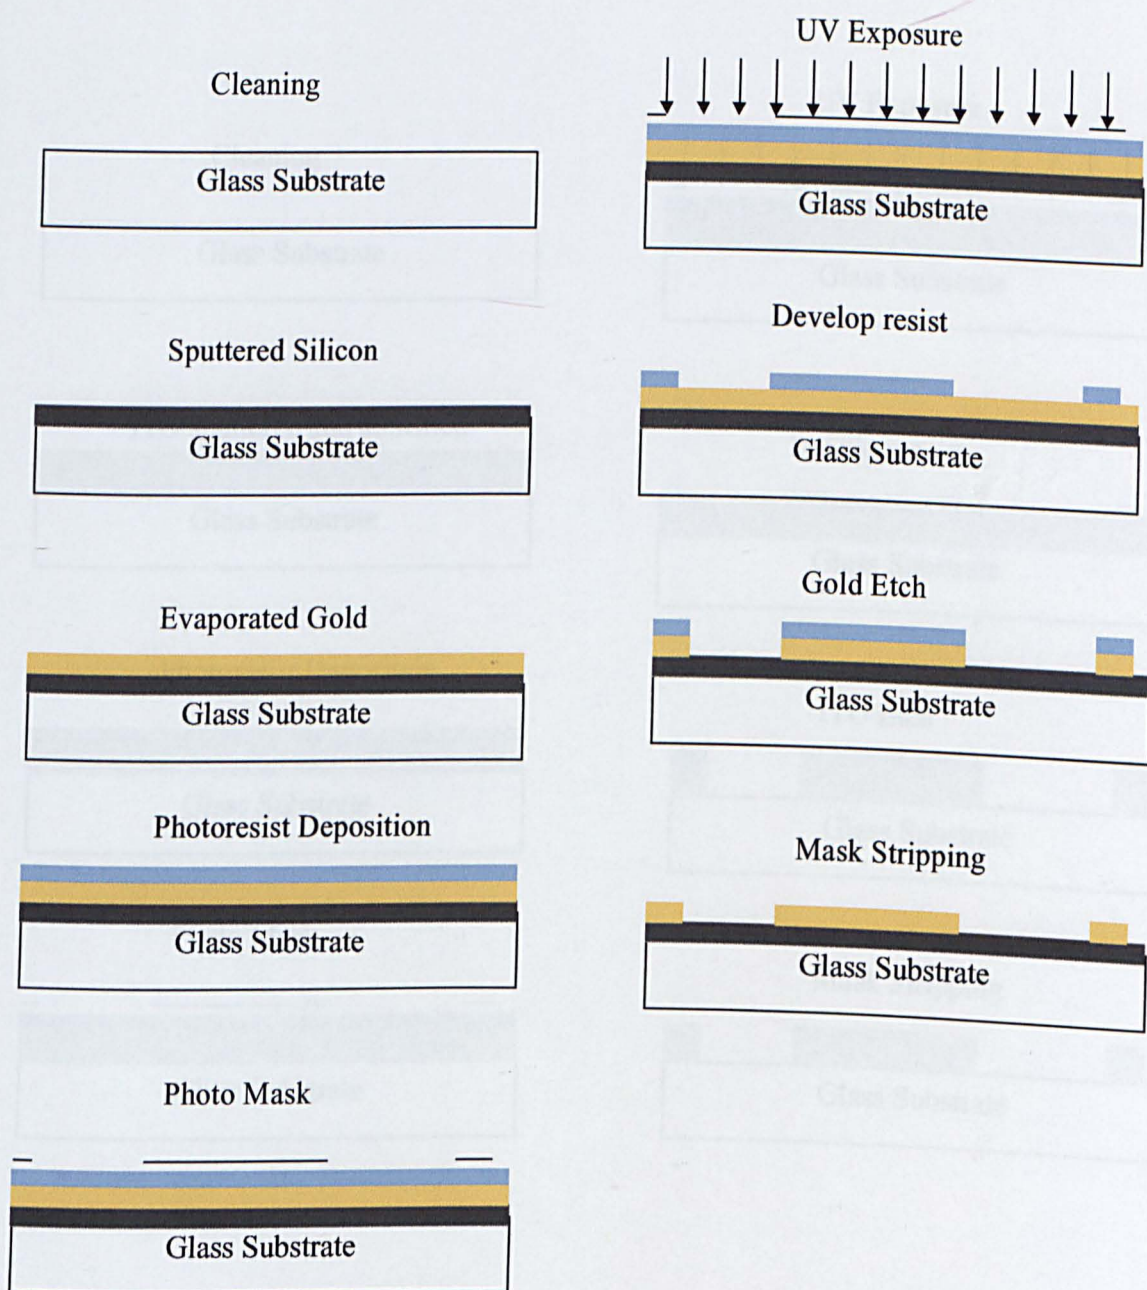 Cleaning
Glass Substrate
Sputtered Silicon
Glass Substrate
Evaporated Gold
Glass Substrate
Photoresist Deposition
Glass Substrate
Photo Mask
Glass Substrate
UV Exposure
Glass Substrate
Develop resist
Glass Substrate
Gold Etch
Glass Substrate
Mask Stripping
Glass Substrate